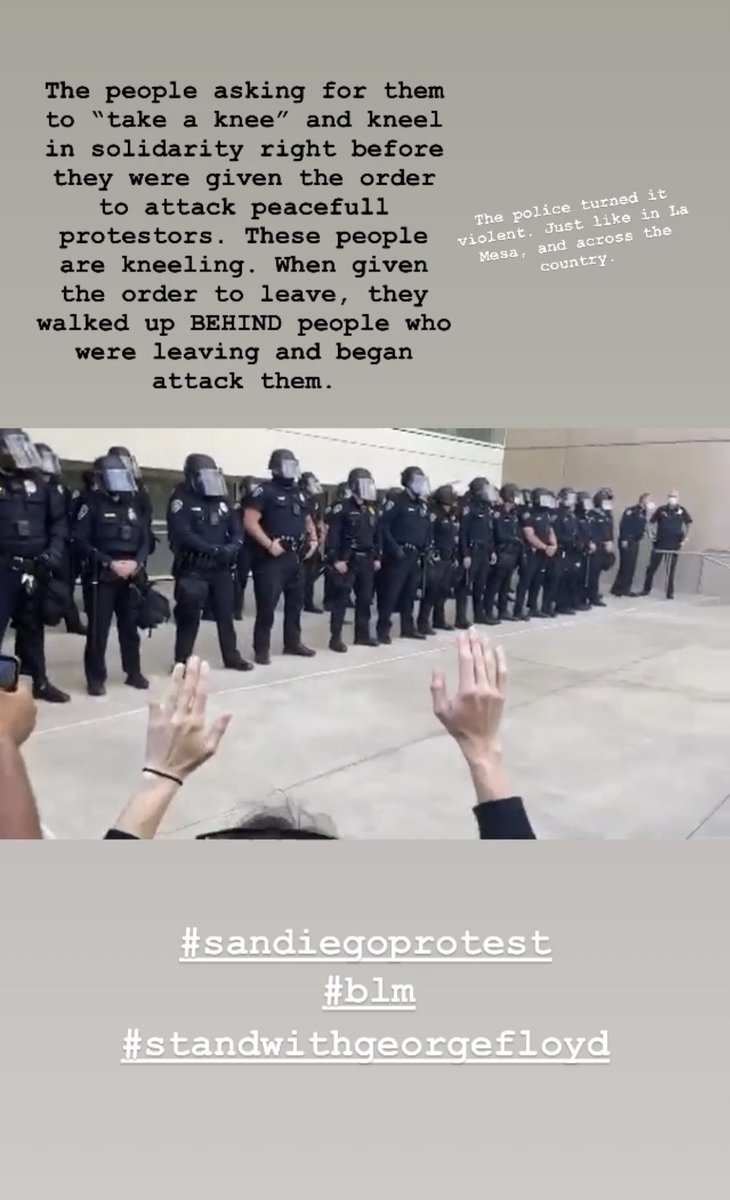 The people asking for them
to “take a knee” and kneel
in solidarity right before
they were given the order
to attack peacefull
protestors. These people
are kneeling. When given
the order to leave, they
walked up BEHIND people who
were leaving and began
attack them.
The police turned it
violent. Just like in La
Mesa, and across the
country.
#sandiegoprotest
#blm
#standwithgeorgefloyd